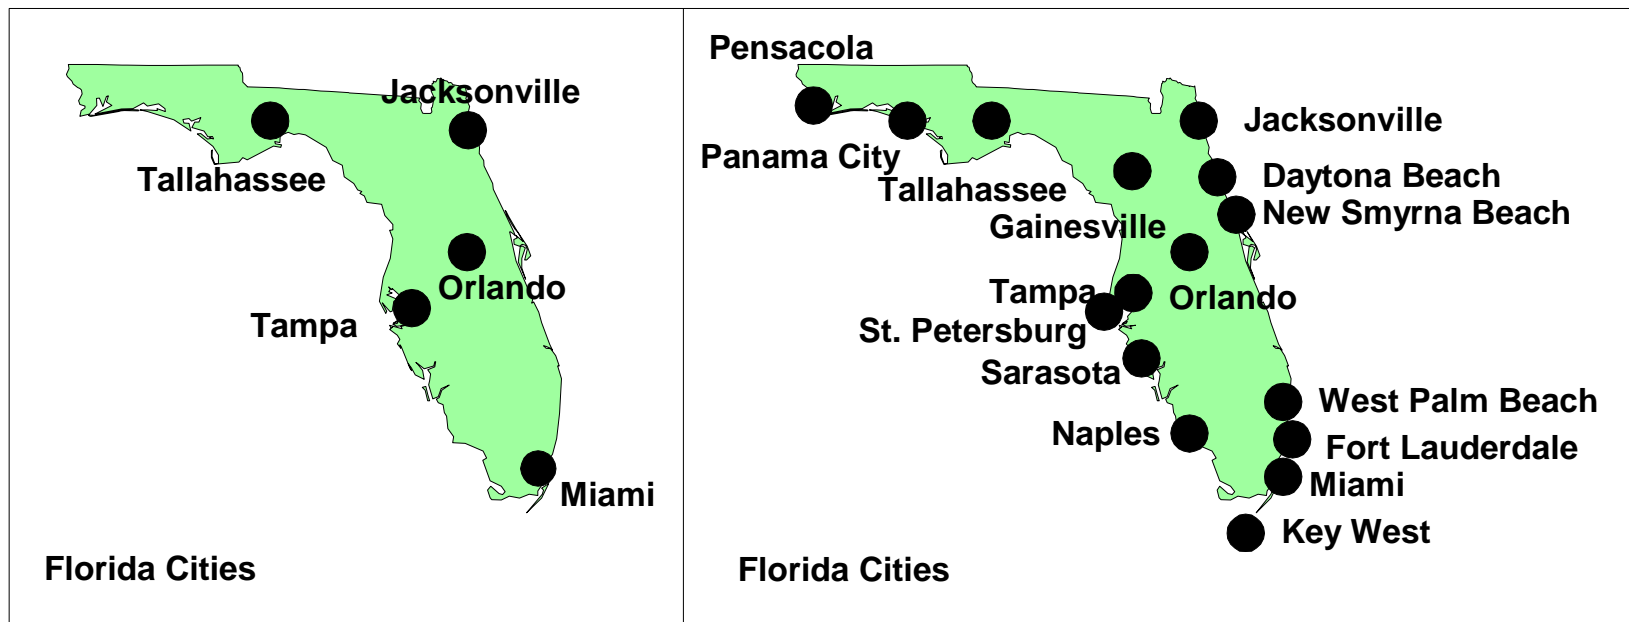 Jacksonville
Tallahassee
Orlando
Tampa
Miami
Florida Cities
Pensacola
Jacksonville
Panama City
Daytona Beach
Tallahassee
New Smyrna Beach
Gainesville
Tampa
Orlando
St. Petersburg
Sarasota
West Palm Beach
Naples
Fort Lauderdale
Miami
Key West
Florida Cities